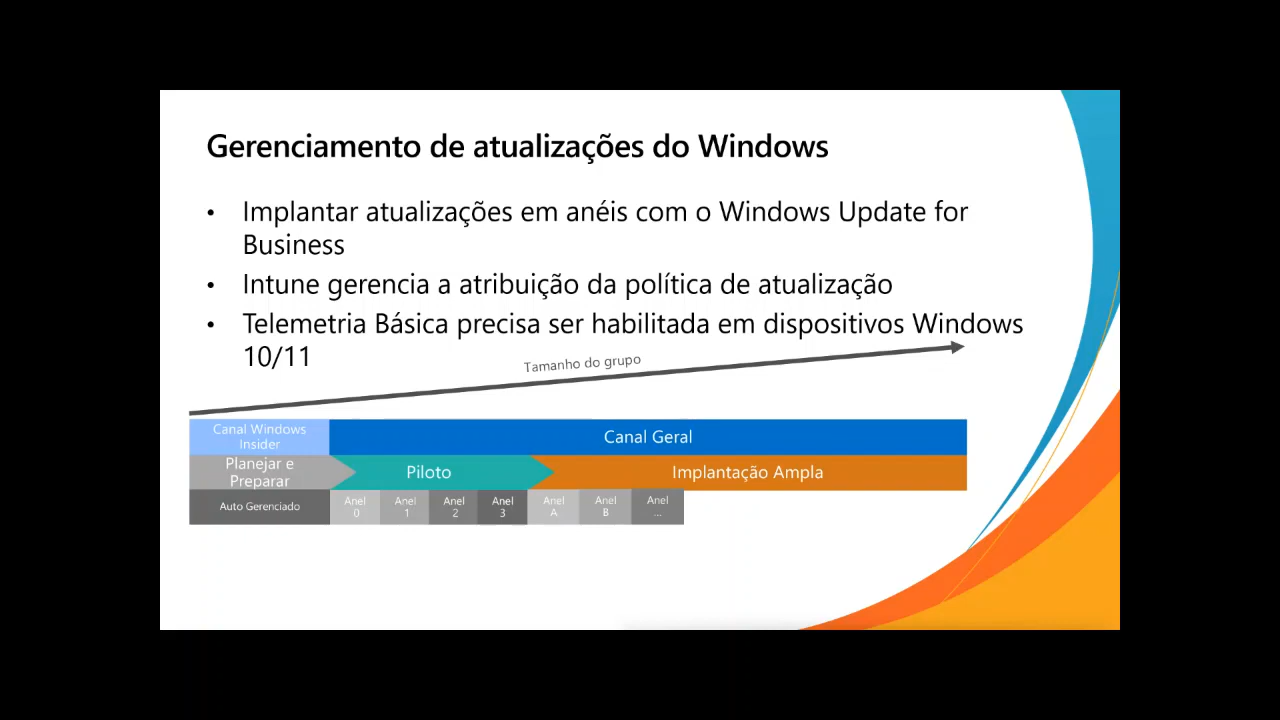 Gerenciamento de atualizações do Windows
• Implantar atualizações em anéis com o Windows Update for
Business
• Intune gerencia a atribuição da política de atualização
• Telemetria Básica precisa ser habilitada em dispositivos Windows
10/11
Tamanho do grupo
Canal Windows
Insider
Canal Geral
Planejar e
Preparar
Piloto
Implantação Ampla
Auto Gerenciado
Anel
0
Anel
1
Anel
2
Anel
3
Anel
A
Anel
B
Anel
...